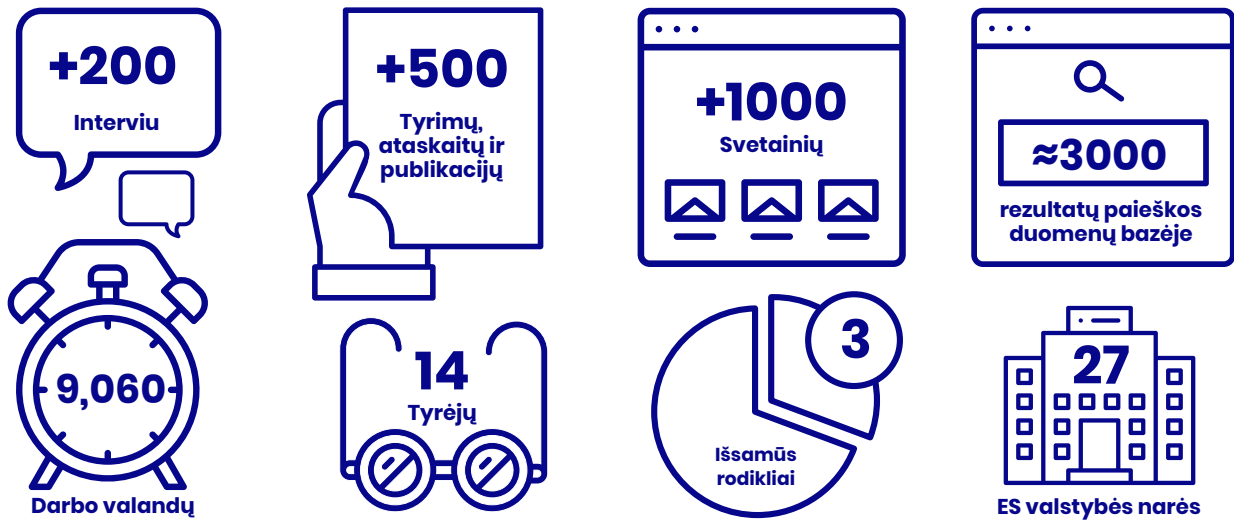 +200
Interviu
+500
Tyrimų,
ataskaitų ir
publikacijų
+1000
Svetainių
≈3000
rezultatų paieškos
duomenų bazėje
9,060
Darbo valandų
14
Tyrėjų
3
Išsamūs
rodikliai
27
ES valstybės narės